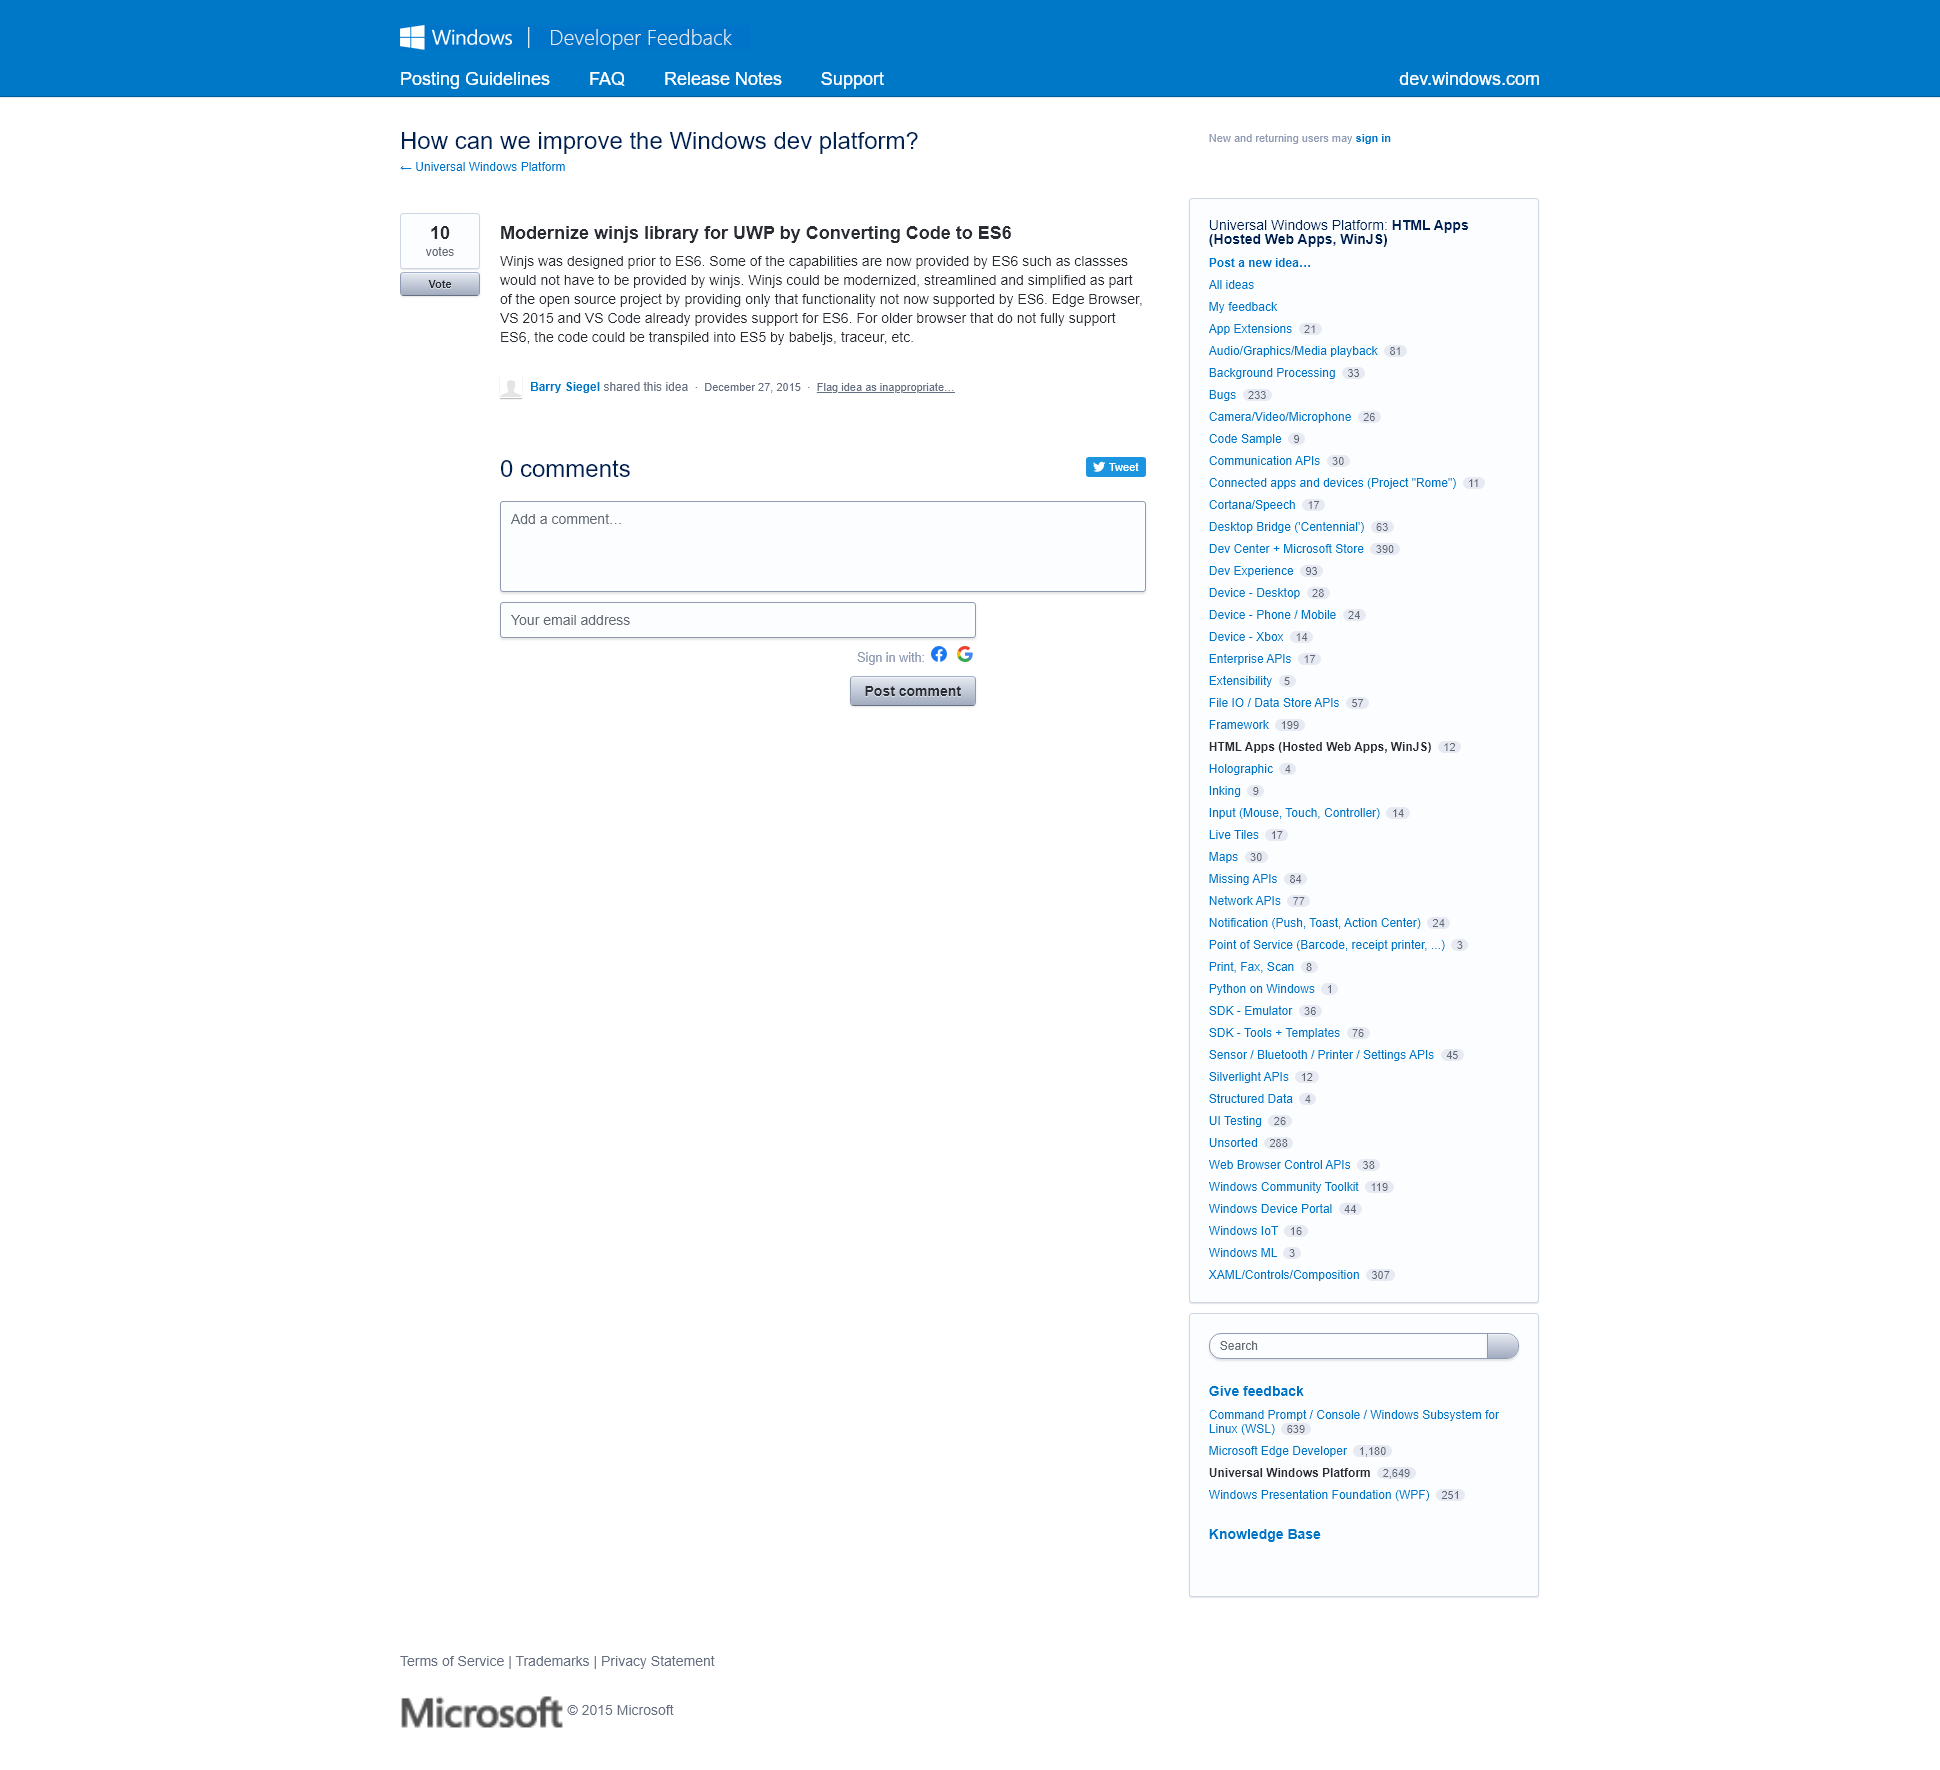 Windows | Developer Feedback
Posting Guidelines FAQ Release Notes Support dev.windows.com
How can we improve the Windows dev platform?
← Universal Windows Platform
New and returning users may sign in
10
votes
Vote
Modernize winjs library for UWP by Converting Code to ES6
Winjs was designed prior to ES6. Some of the capabilities are now provided by ES6 such as classses
would not have to be provided by winjs. Winjs could be modernized, streamlined and simplified as part
of the open source project by providing only that functionality not now supported by ES6. Edge Browser,
VS 2015 and VS Code already provides support for ES6. For older browser that do not fully support
ES6, the code could be transpiled into ES5 by babeljs, traceur, etc.
Barry Siegel shared this idea · December 27, 2015 · Flag idea as inappropriate…
0 comments
Tweet
Add a comment…
Your email address
Sign in with:
Post comment
Universal Windows Platform: HTML Apps
(Hosted Web Apps, WinJS)
Post a new idea…
All ideas
My feedback
App Extensions 21
Audio/Graphics/Media playback 81
Background Processing 33
Bugs 233
Camera/Video/Microphone 26
Code Sample 9
Communication APIs 30
Connected apps and devices (Project "Rome") 11
Cortana/Speech 17
Desktop Bridge ('Centennial') 63
Dev Center + Microsoft Store 390
Dev Experience 93
Device - Desktop 28
Device - Phone / Mobile 24
Device - Xbox 14
Enterprise APIs 17
Extensibility 5
File IO / Data Store APIs 57
Framework 199
HTML Apps (Hosted Web Apps, WinJS) 12
Holographic 4
Inking 9
Input (Mouse, Touch, Controller) 14
Live Tiles 17
Maps 30
Missing APIs 84
Network APIs 77
Notification (Push, Toast, Action Center) 24
Point of Service (Barcode, receipt printer, ...) 3
Print, Fax, Scan 8
Python on Windows 1
SDK - Emulator 36
SDK - Tools + Templates 76
Sensor / Bluetooth / Printer / Settings APIs 45
Silverlight APIs 12
Structured Data 4
UI Testing 26
Unsorted 288
Web Browser Control APIs 38
Windows Community Toolkit 119
Windows Device Portal 44
Windows IoT 16
Windows ML 3
XAML/Controls/Composition 307
Search
Give feedback
Command Prompt / Console / Windows Subsystem for
Linux (WSL) 639
Microsoft Edge Developer 1,180
Universal Windows Platform 2,649
Windows Presentation Foundation (WPF) 251
Knowledge Base
Terms of Service | Trademarks | Privacy Statement
Microsoft © 2015 Microsoft